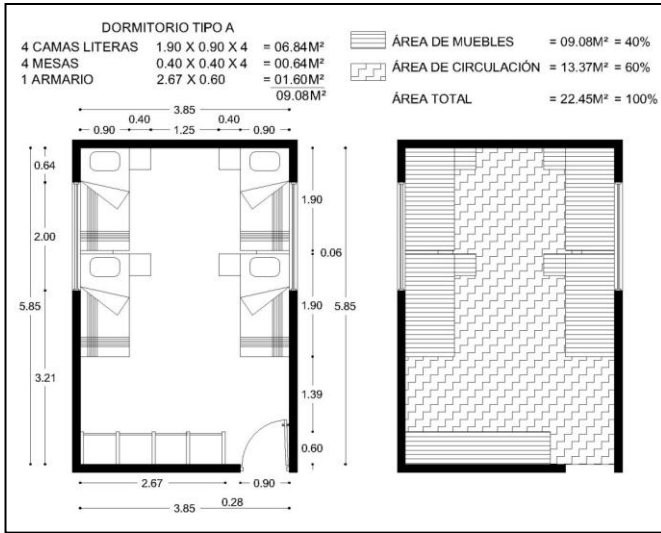 DORMITORIO TIPO A
4 CAMAS LITERAS 1.90 X 0.90 X 4 = 06.84M²
4 MESAS 0.40 X 0.40 X 4 = 00.64M²
1 ARMARIO 2.67 X 0.60 = 01.60M²
09.08M²
ÁREA DE MUEBLES = 09.08M² = 40%
ÁREA DE CIRCULACIÓN = 13.37M² = 60%
ÁREA TOTAL = 22.45M² = 100%
3.85
0.40 0.40
0.90 1.25 0.90
0.64
1.90
2.00
0.06
5.85
1.90
5.85
3.21
1.39
0.60
2.67 0.90
0.28
3.85